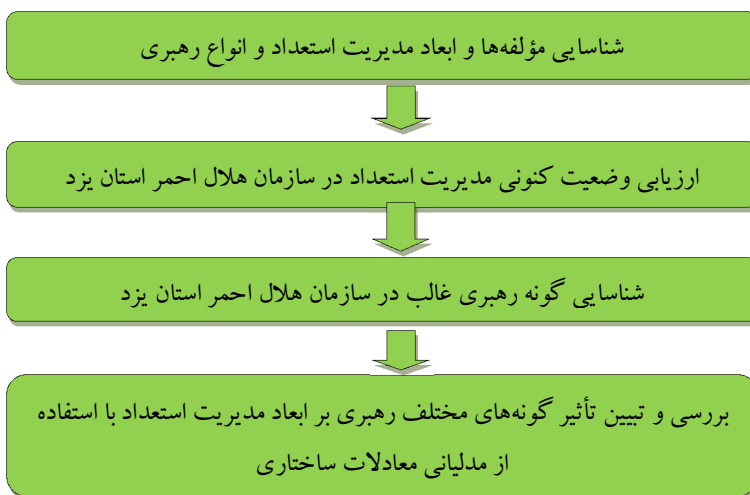 شناسایی مؤلفه‌ها و ابعاد مدیریت استعداد و انواع رهبری
ارزیابی وضعیت کنونی مدیریت استعداد در سازمان هلال احمر استان یزد
شناسایی گونه رهبری غالب در سازمان هلال احمر استان یزد
بررسی و تبیین تأثیر گونه‌های مختلف رهبری بر ابعاد مدیریت استعداد با استفاده
از مدلیانی معادلات ساختاری